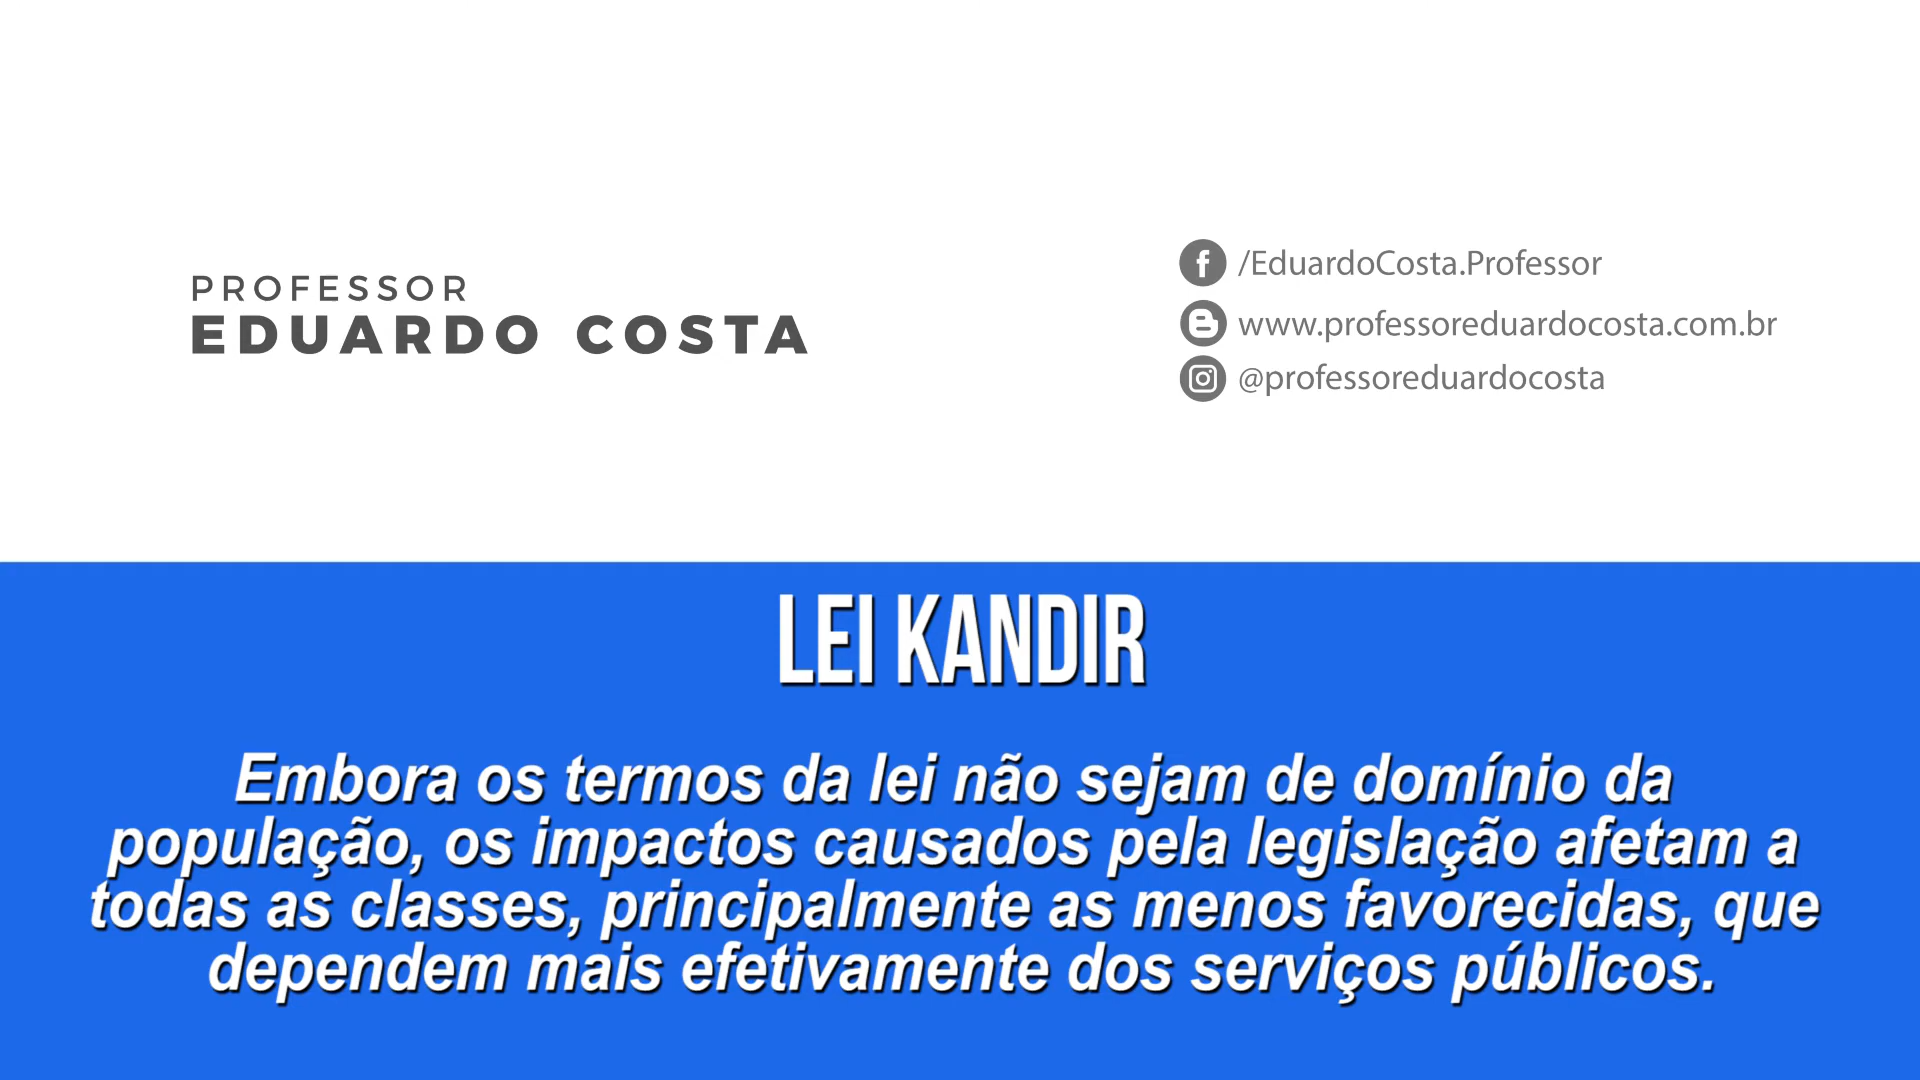 PROFESSOR
EDUARDO COSTA
/EduardoCosta.Professor
www.professoreduardocosta.com.br
@professoreduardocosta
LEI KANDIR
Embora os termos da lei não sejam de domínio da
população, os impactos causados pela legislação afetam a
todas as classes, principalmente as menos favorecidas, que
dependem mais efetivamente dos serviços públicos.